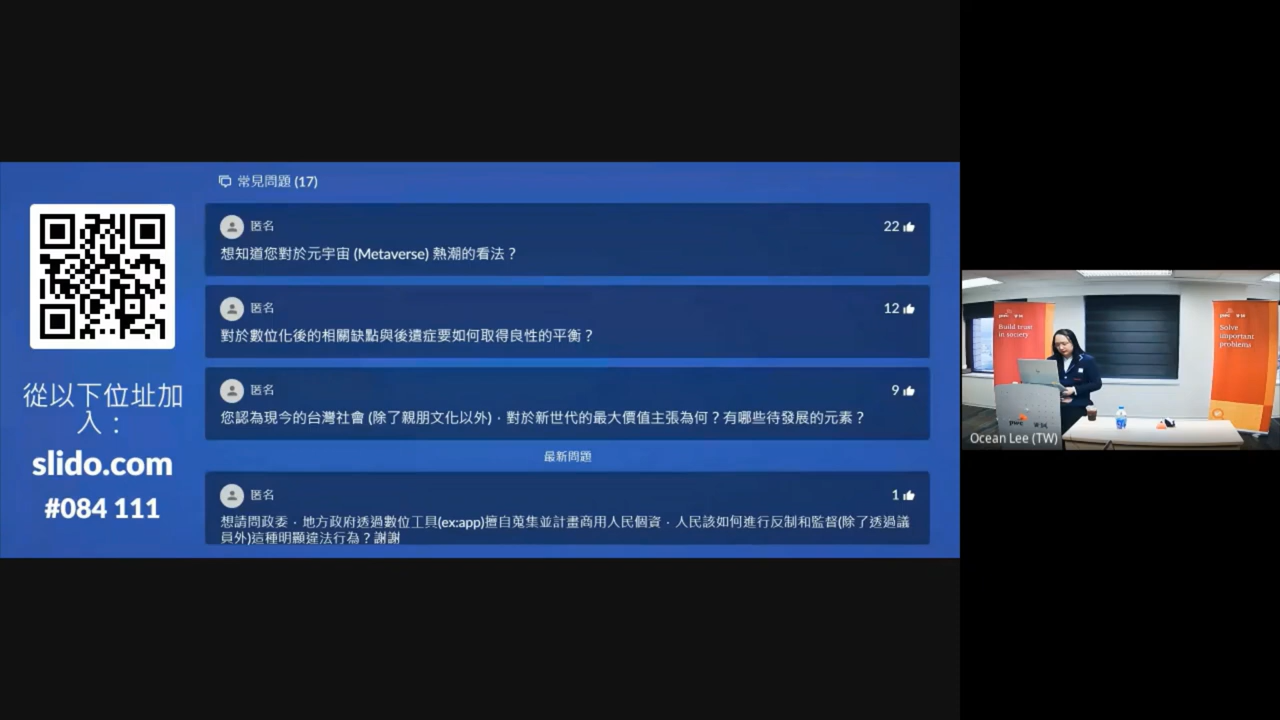 常見問題 (17)
匿名
22
想知道您對於元宇宙 (Metaverse) 熱潮的看法？
匿名
12
對於數位化後的相關缺點與後遺症要如何取得良性的平衡？
匿名
9
您認為現今的台灣社會 (除了親朋文化以外)，對於新世代的最大價值主張為何？有哪些待發展的元素？
最新問題
匿名
1
想請問政委，地方政府透過數位工具(ex:app)擅自蒐集並計畫商用人民個資，人民該如何進行反制和監督(除了透過議
員外)這種明顯違法行為？謝謝
從以下位址加
入：
slido.com
#084 111
pwc
Build trust
in society
pwc
Solve
important
problems
pwc
Ocean Lee (TW)